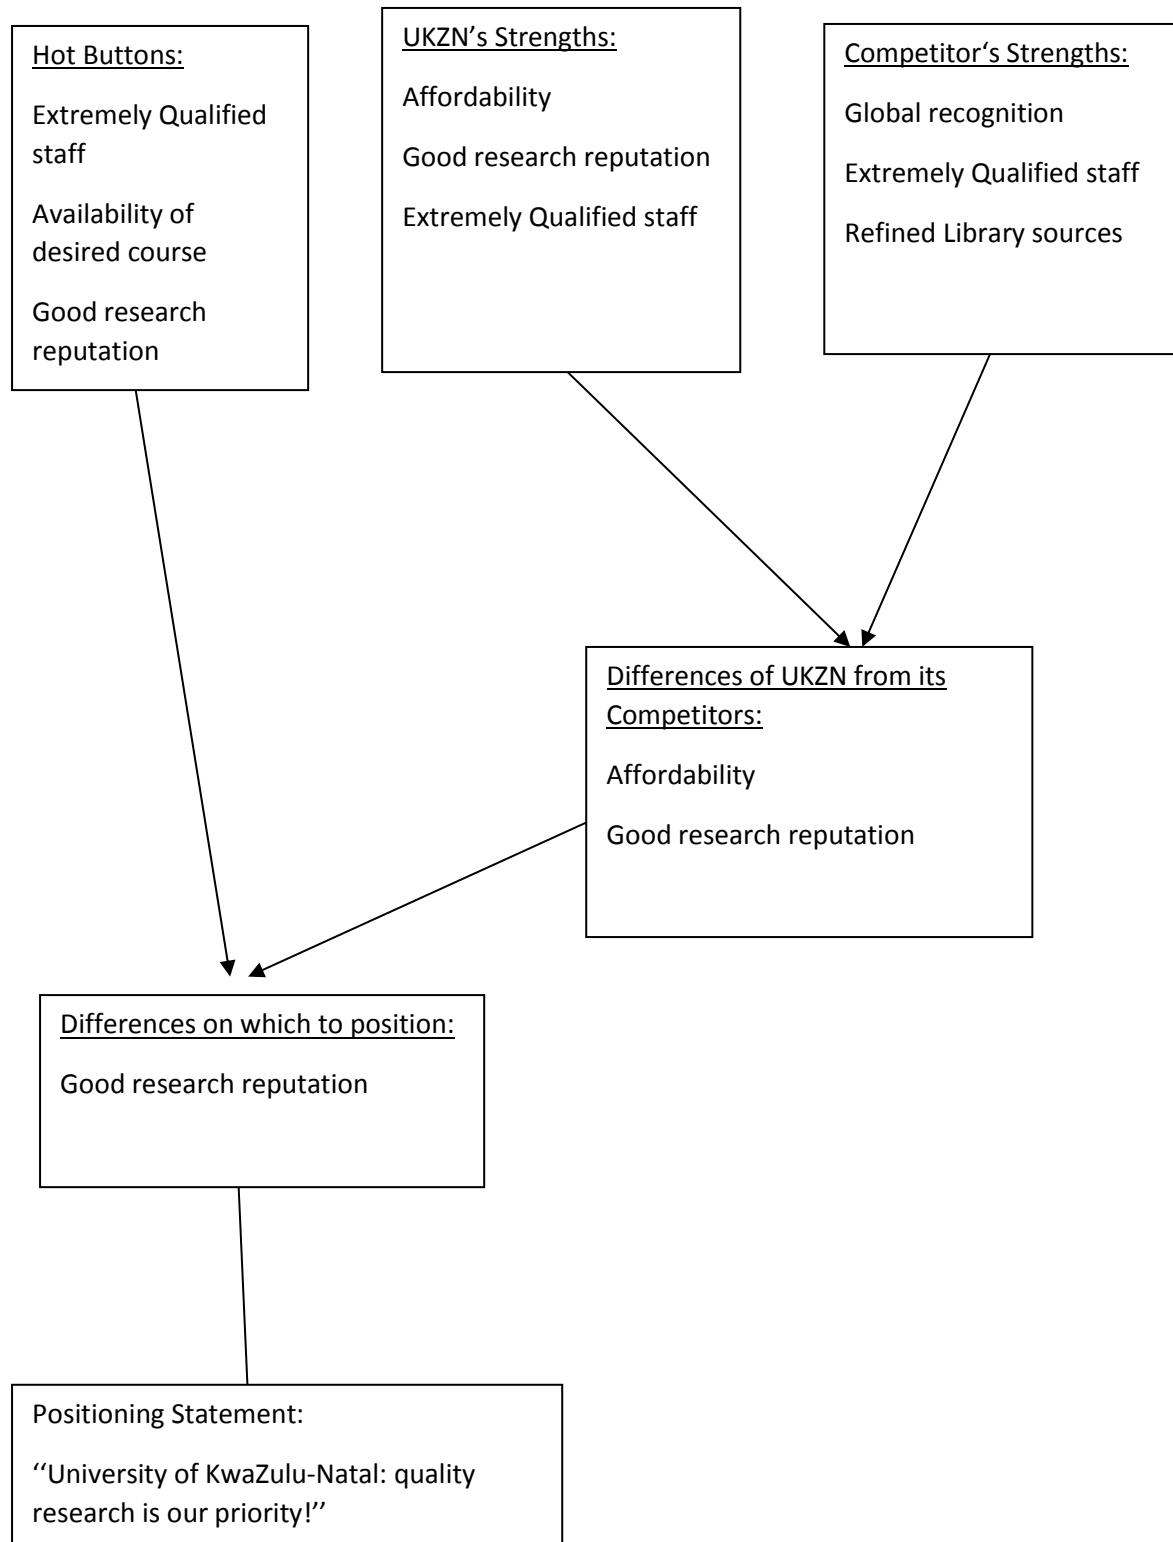 Hot Buttons:
Extremely Qualified
staff
Availability of
desired course
Good research
reputation
UKZN’s Strengths:
Affordability
Good research reputation
Extremely Qualified staff
Competitor‘s Strengths:
Global recognition
Extremely Qualified staff
Refined Library sources
Differences of UKZN from its
Competitors:
Affordability
Good research reputation
Differences on which to position:
Good research reputation
Positioning Statement:
‘‘University of KwaZulu-Natal: quality
research is our priority!’’